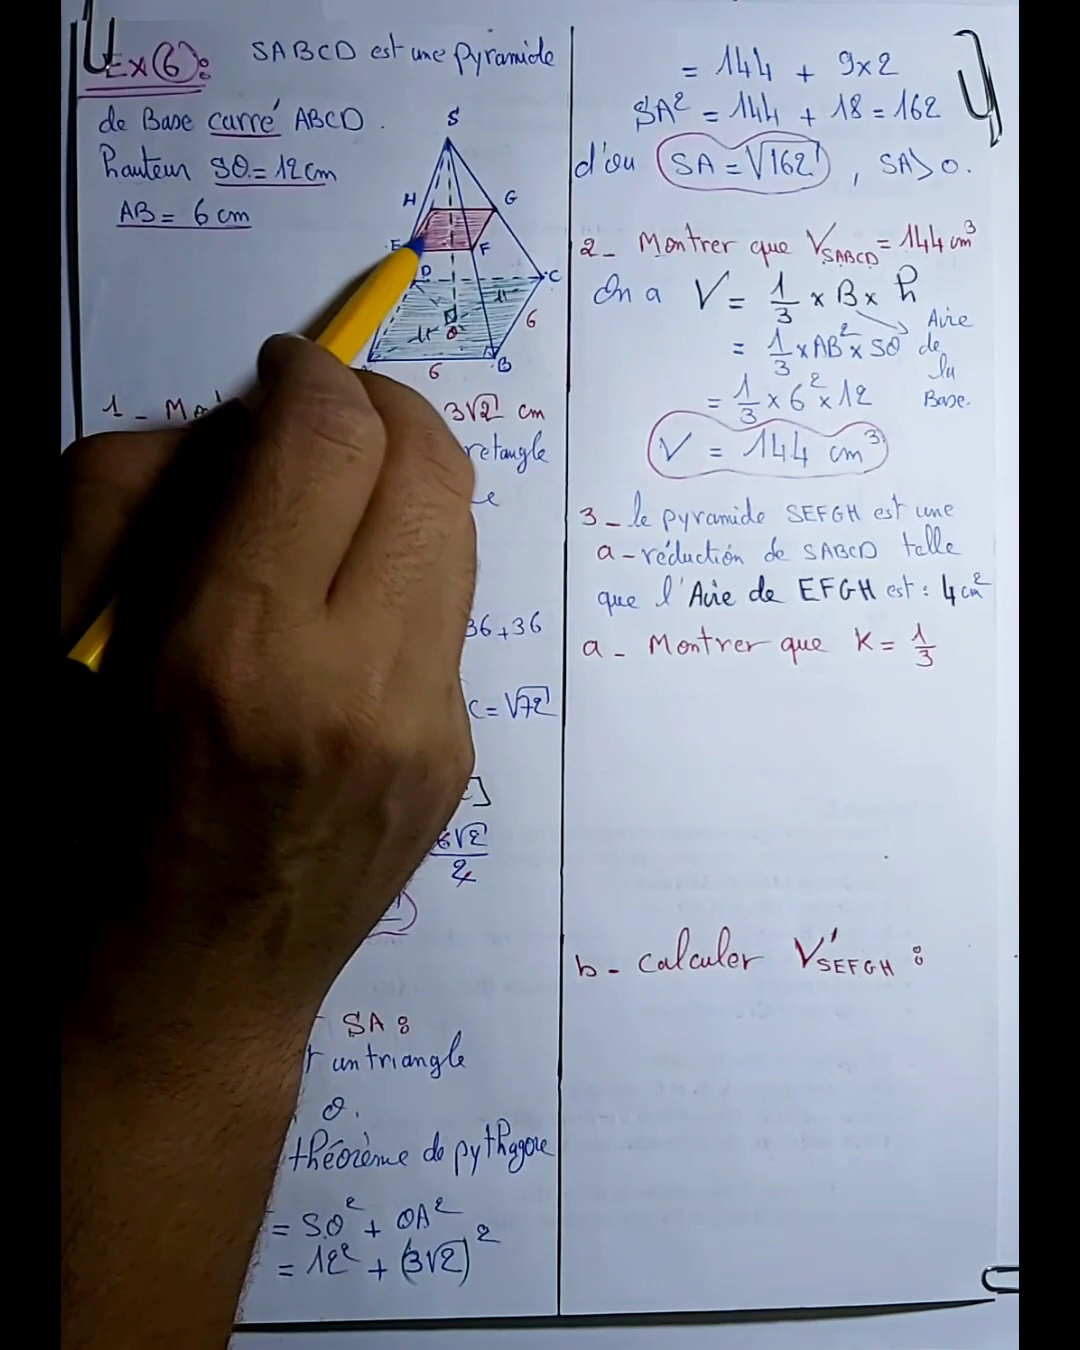 Ex(6):
SABCD est une pyramide
de Base carré ABCD.
hauteur SO = 12 cm
AB = 6 cm
S
H
G
E
F
D
C
O
6
B
6
1 - 3√2 cm
retangle
36 + 36
C = √72
6√2
2
SA :
un triangle
O.
théorème de pythagore
= SO² + OA²
= 12² + (3√2)²
= 144 + 9×2
SA² = 144 + 18 = 162
d'ou SA = √162 , SA > 0.
2 - Montrer que V SABCD = 144 cm³
On a V = 1/3 × B × h
Aire
= 1/3 × AB² × SO de
la
= 1/3 × 6² × 12 Base.
V = 144 cm³
3 - le pyramide SEFGH est une
a - réduction de SABCD telle
que l'Aire de EFGH est : 4 cm²
a - Montrer que K = 1/3
b - calculer V' SEFGH :